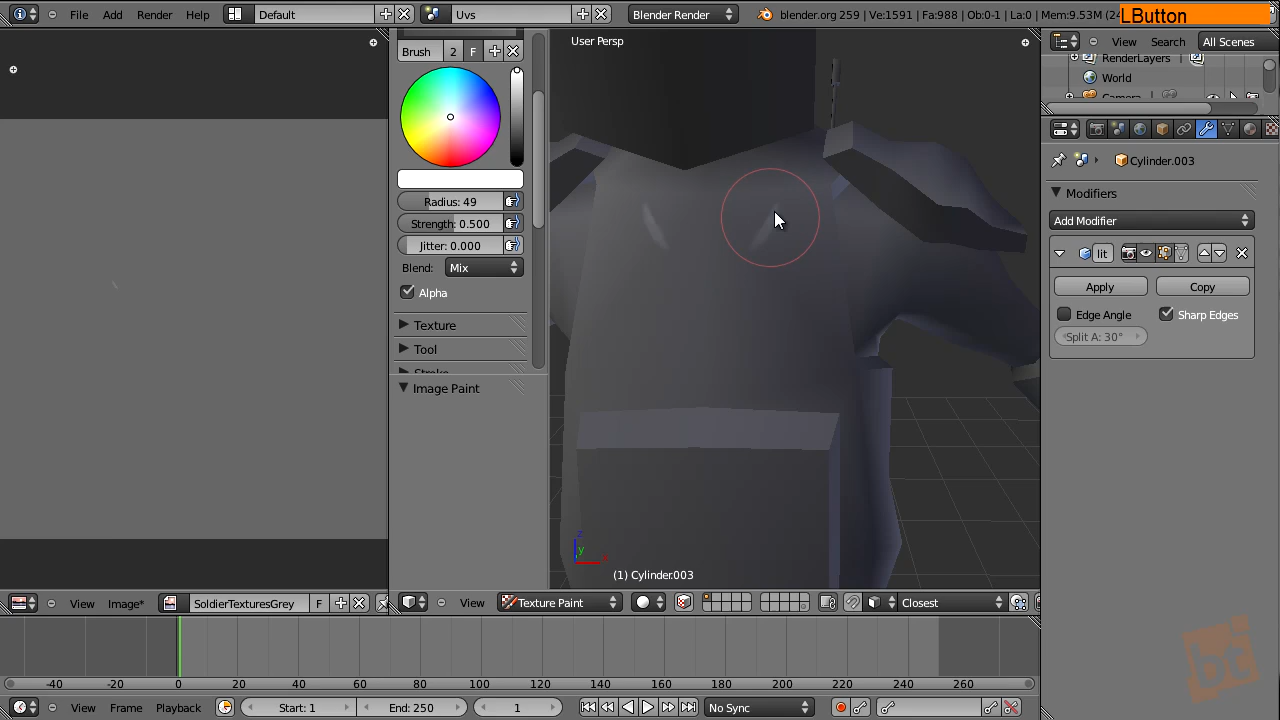 File Add Render Help Default Uvs Blender Render blender.org 259 | Ve:1591 | Fa:988 | Ob:0-1 | La:0 | Mem:9.53M (24
LButton
View Search All Scenes
RenderLayers
World
Camera
Brush 2 F
User Persp
Cylinder.003
Modifiers
Add Modifier
lit
Apply Copy
Edge Angle Sharp Edges
Split A: 30°
Radius: 49
Strength: 0.500
Jitter: 0.000
Blend: Mix
Alpha
Texture
Tool
Stroke
Image Paint
z
y
x
(1) Cylinder.003
View Image* SoldierTexturesGrey F
View Texture Paint Closest
-40 -20 0 20 40 60 80 100 120 140 160 180 200 220 240 260
View Frame Playback Start: 1 End: 250 1 No Sync
bt